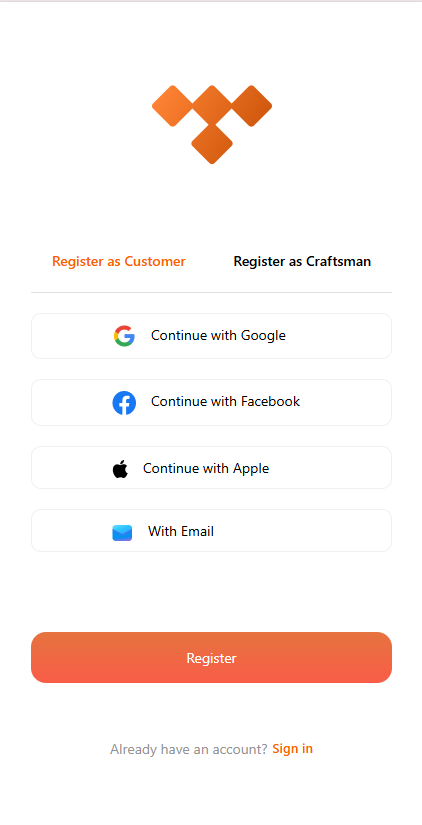 Register as Customer Register as Craftsman
Continue with Google
Continue with Facebook
Continue with Apple
With Email
Register
Already have an account? Sign in